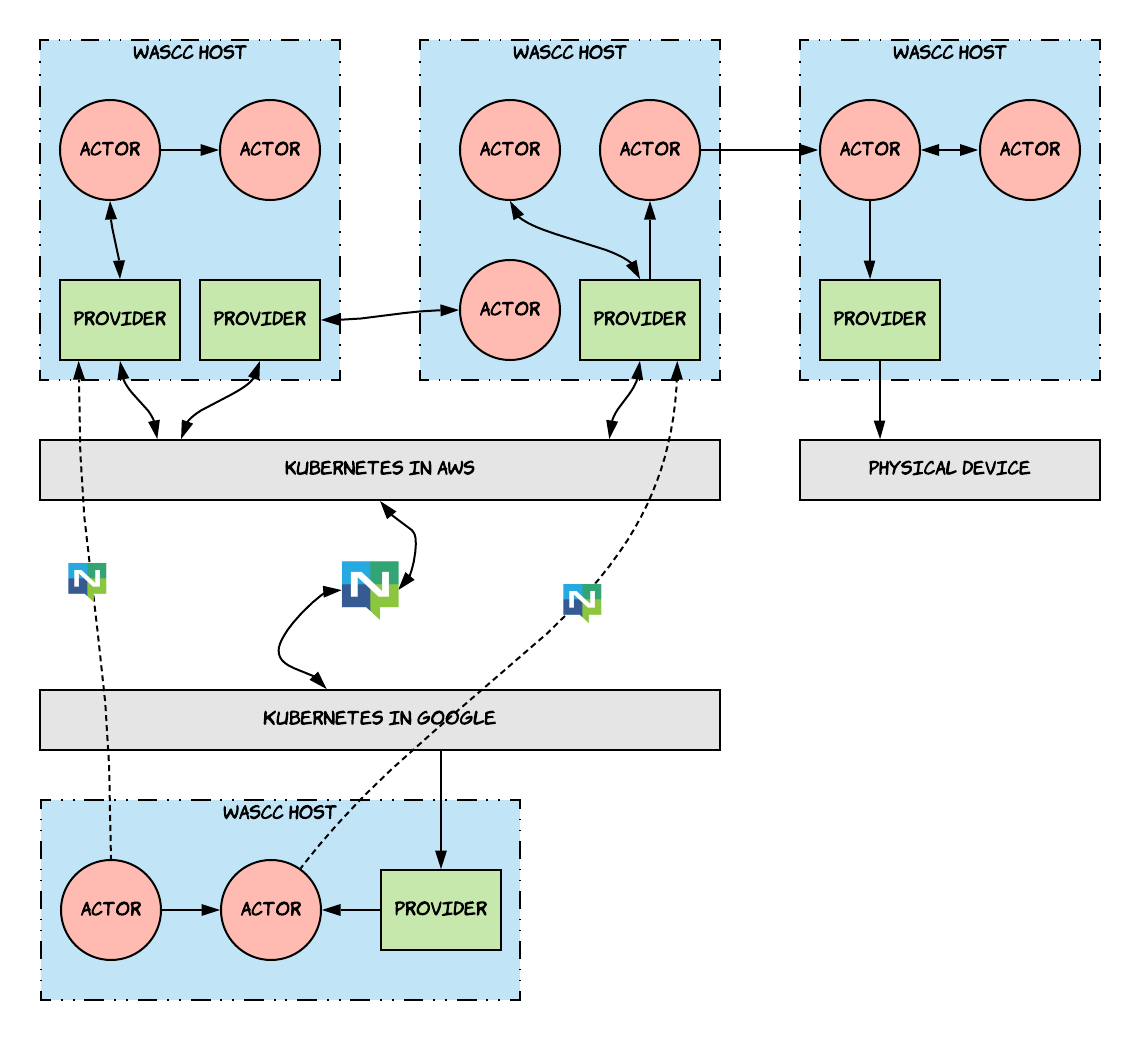 WASCC HOST
WASCC HOST
WASCC HOST
ACTOR
ACTOR
ACTOR
ACTOR
ACTOR
ACTOR
PROVIDER
PROVIDER
ACTOR
PROVIDER
PROVIDER
KUBERNETES IN AWS
PHYSICAL DEVICE
N
N
N
KUBERNETES IN GOOGLE
WASCC HOST
ACTOR
ACTOR
PROVIDER